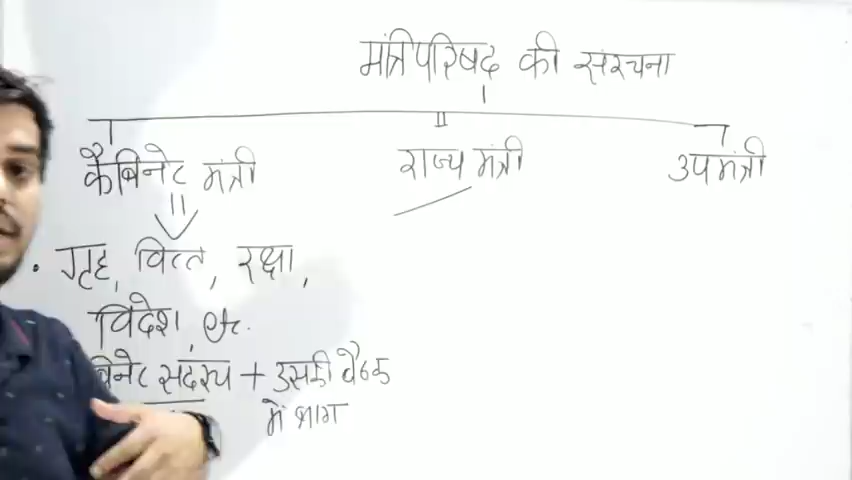 मंत्रिपरिषद की संरचना
कैबिनेट मंत्री राज्य मंत्री उपमंत्री
• गृह, वित्त, रक्षा,
विदेश, etc.
बिनेट सदस्य + उसकी बैठक
में भाग